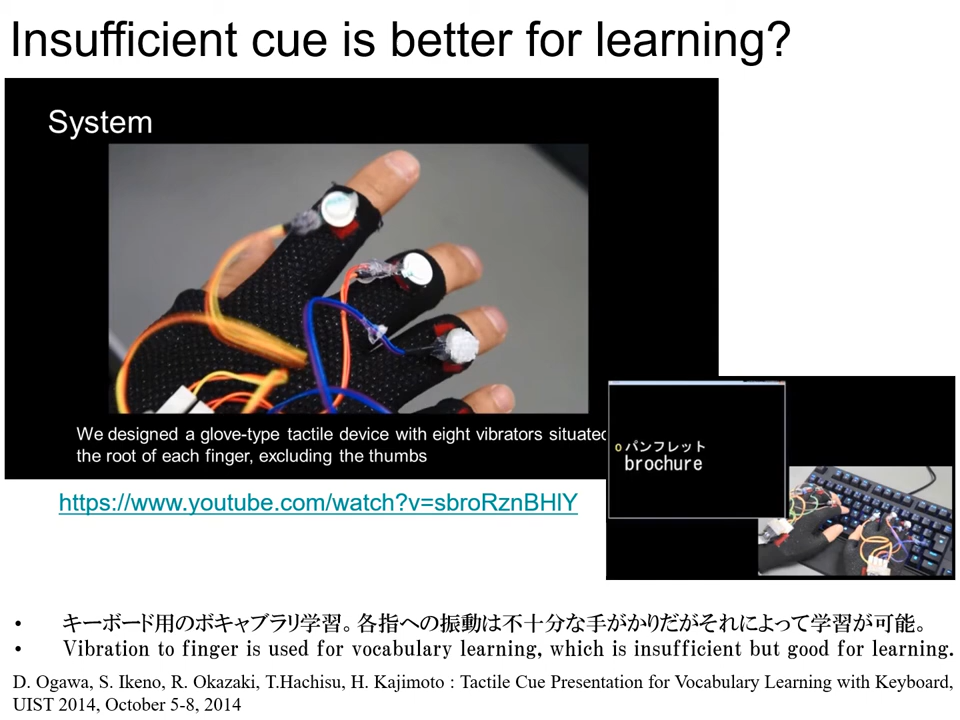 Insufficient cue is better for learning?
System
We designed a glove-type tactile device with eight vibrators situated
the root of each finger, excluding the thumbs
0 パンフレット
brochure
https://www.youtube.com/watch?v=sbroRznBHlY
• キーボード用のボキャブラリ学習。各指への振動は不十分な手がかりだがそれによって学習が可能。
• Vibration to finger is used for vocabulary learning, which is insufficient but good for learning.
D. Ogawa, S. Ikeno, R. Okazaki, T.Hachisu, H. Kajimoto : Tactile Cue Presentation for Vocabulary Learning with Keyboard,
UIST 2014, October 5-8, 2014